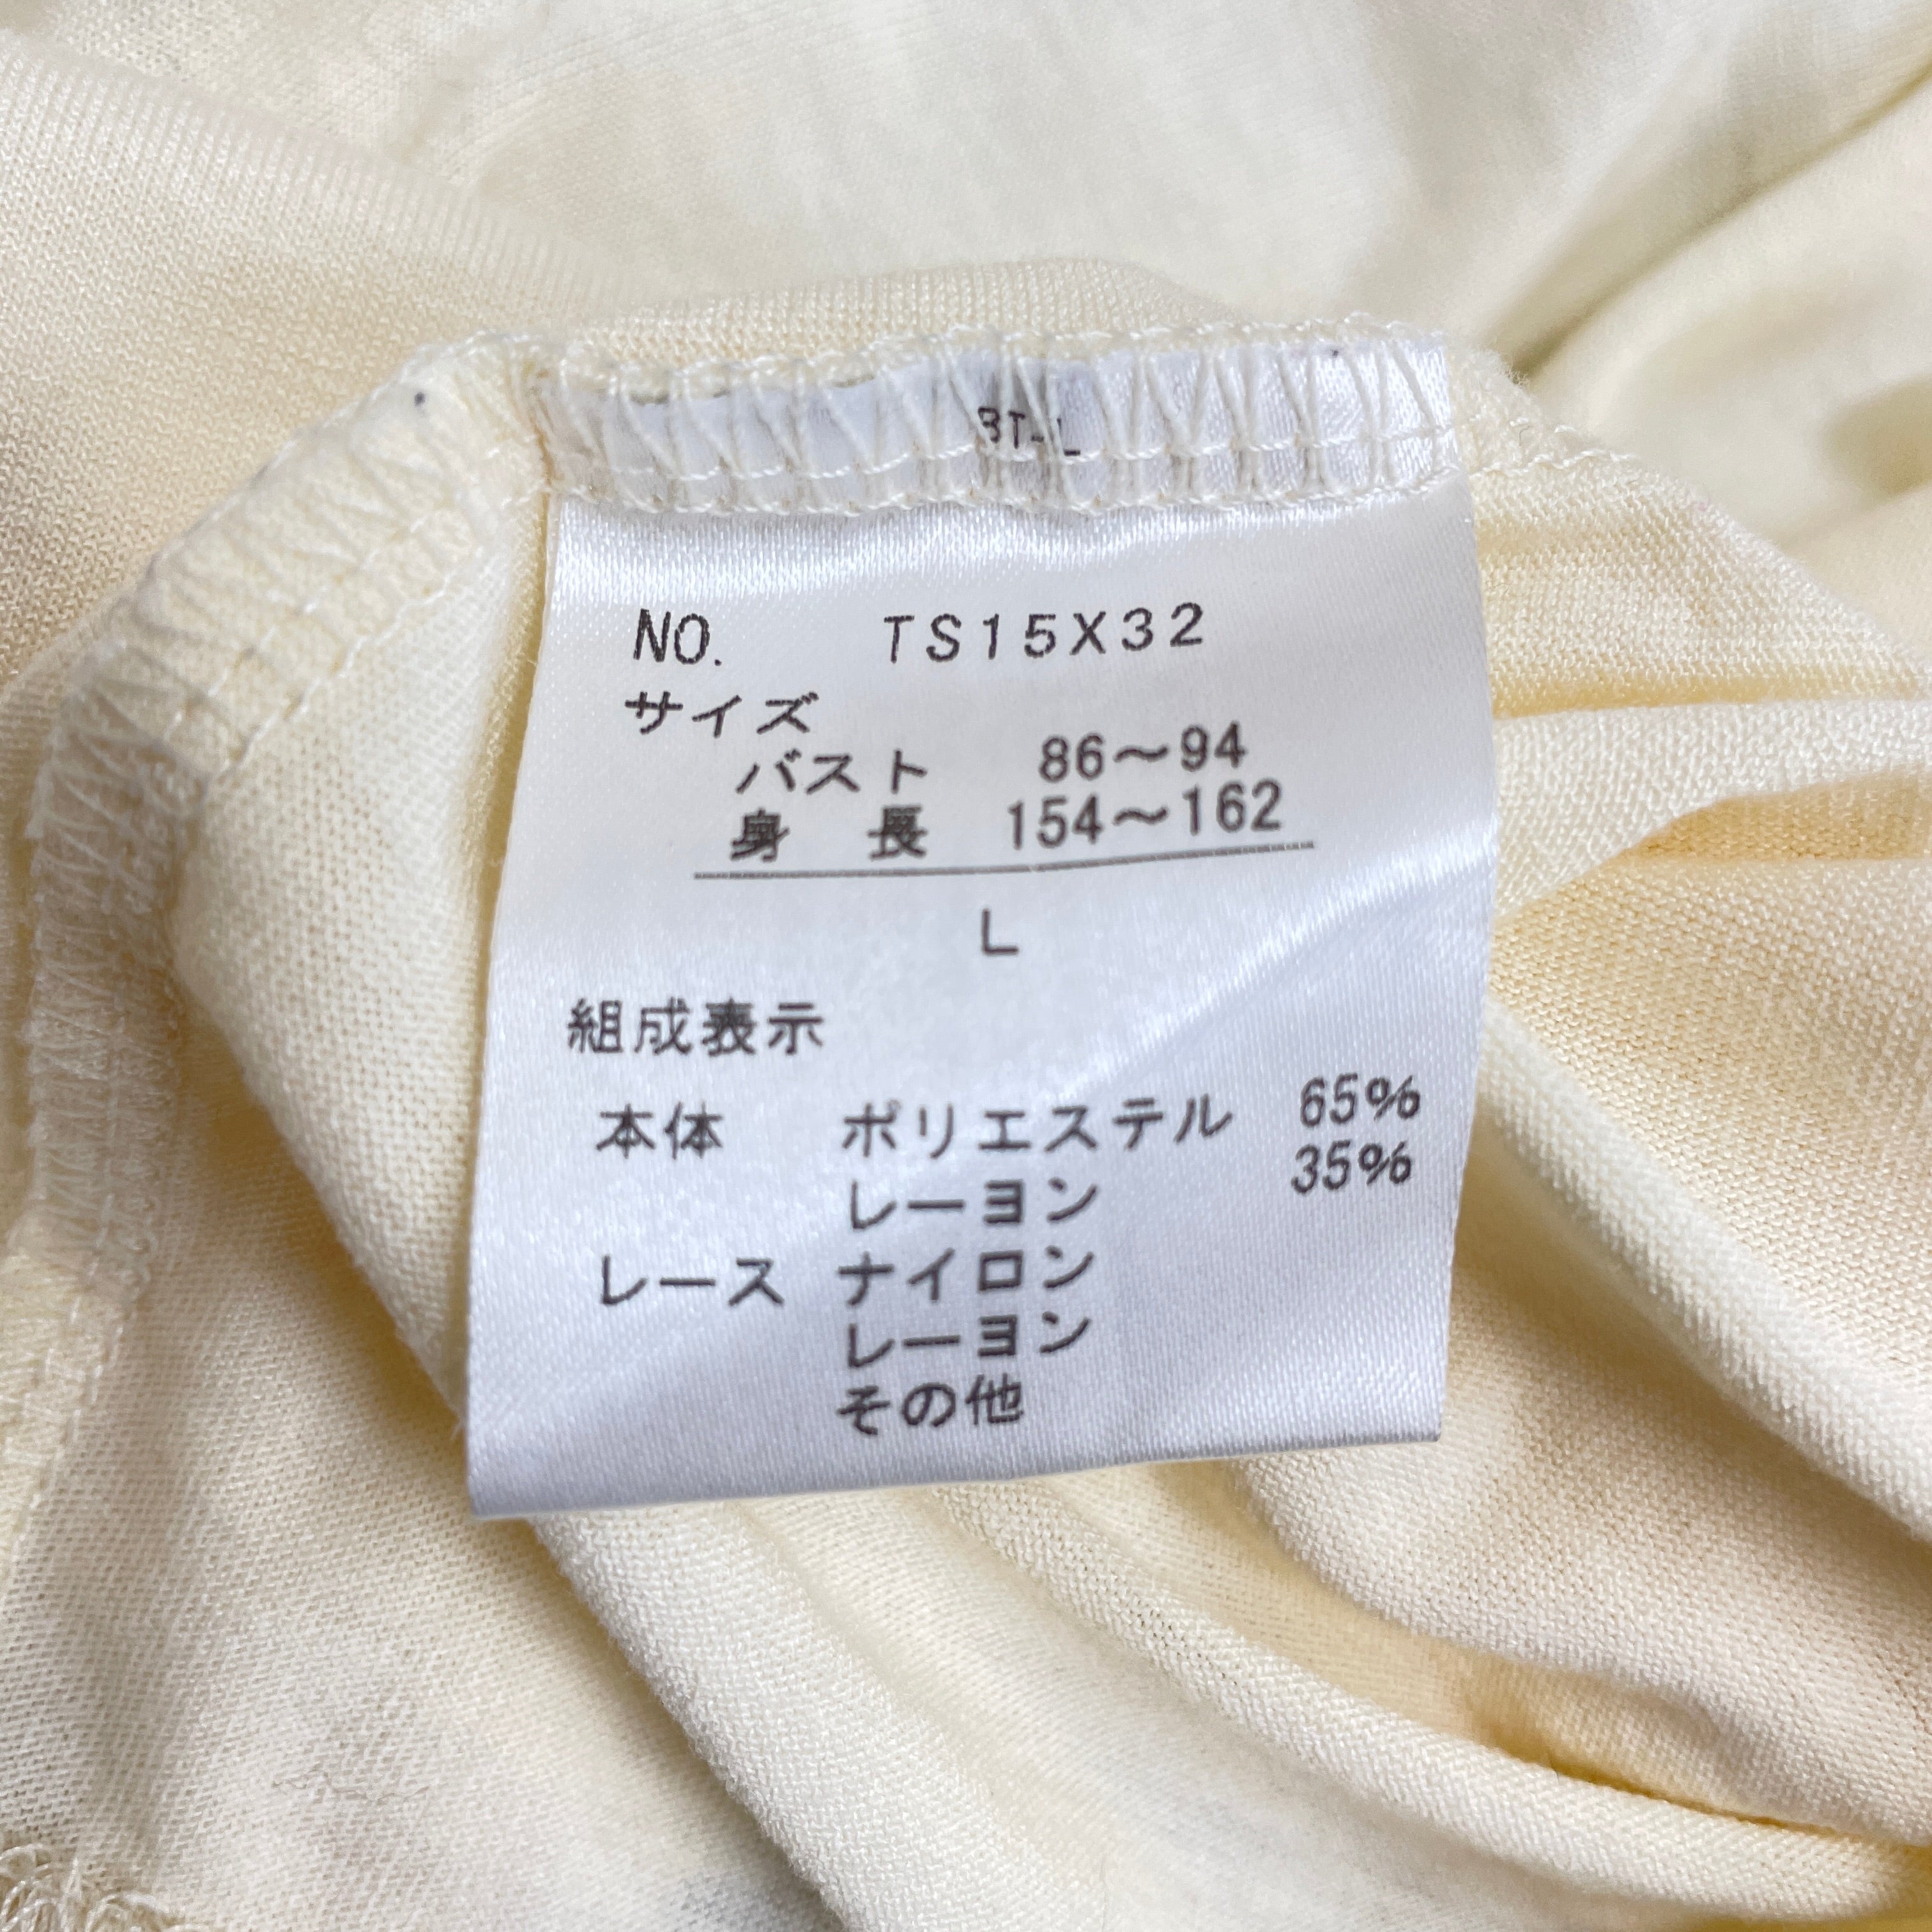 BT-L
NO. TS15X32
サイズ
バスト 86～94
身長 154～162
L
組成表示
本体 ポリエステル 65%
レーヨン 35%
レース ナイロン
レーヨン
その他